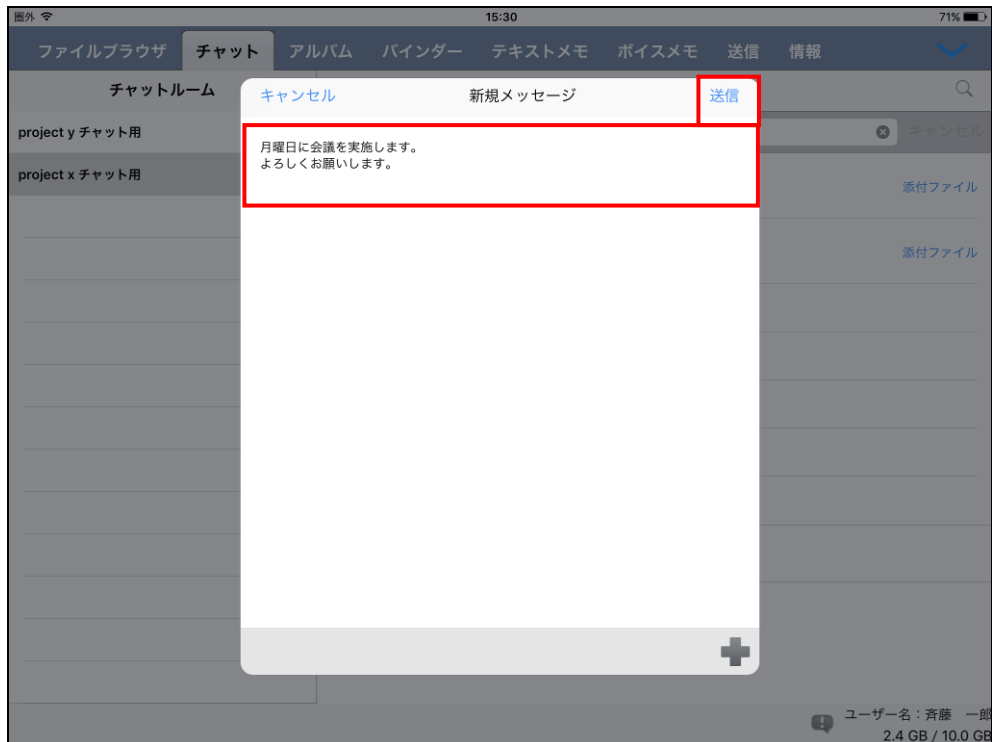 圏外 15:30 71%
ファイルブラウザ チャット アルバム バインダー テキストメモ ボイスメモ 送信 情報
チャットルーム
キャンセル 新規メッセージ 送信
project y チャット用
キャンセル
月曜日に会議を実施します。
よろしくお願いします。
project x チャット用
添付ファイル
添付ファイル
ユーザー名：斉藤　一郎
2.4 GB / 10.0 GB